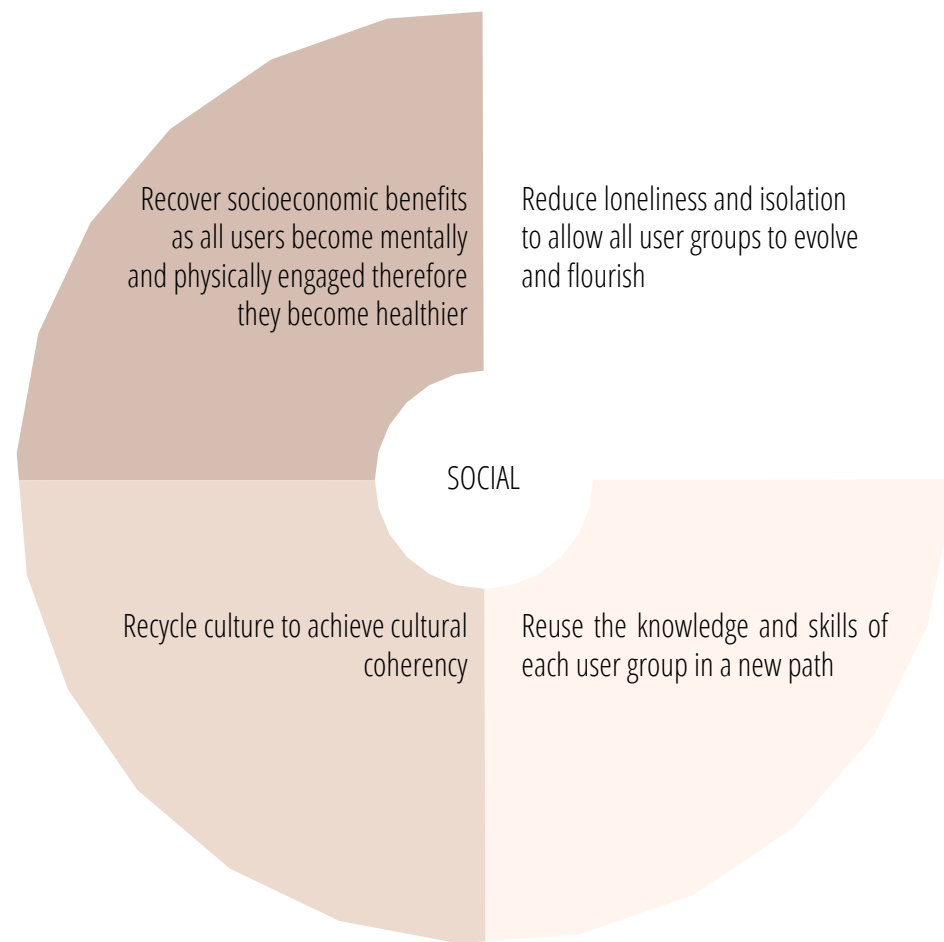 Recover socioeconomic benefits
as all users become mentally
and physically engaged therefore
they become healthier
Reduce loneliness and isolation
to allow all user groups to evolve
and flourish
SOCIAL
Recycle culture to achieve cultural
coherency
Reuse the knowledge and skills of
each user group in a new path